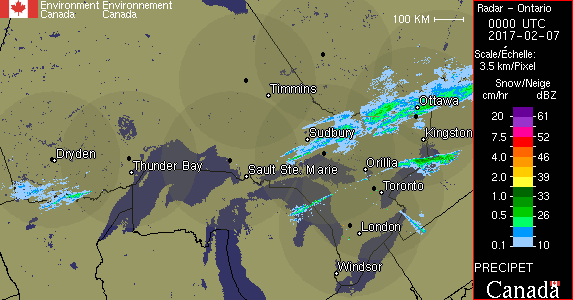 Environment Environnement
Canada Canada
100 KM
Timmins
Ottawa
Sudbury
Kingston
Dryden
Thunder Bay
Sault Ste. Marie
Orillia
Toronto
London
Windsor
Radar - Ontario
0000 UTC
2017-02-07
Scale/Échelle:
3.5 km/Pixel
Snow/Neige
cm/hr dBZ
20 61
7.5 52
4.0 46
2.0 39
1.0 33
0.5 26
0.1 10
PRECIPET
Canada